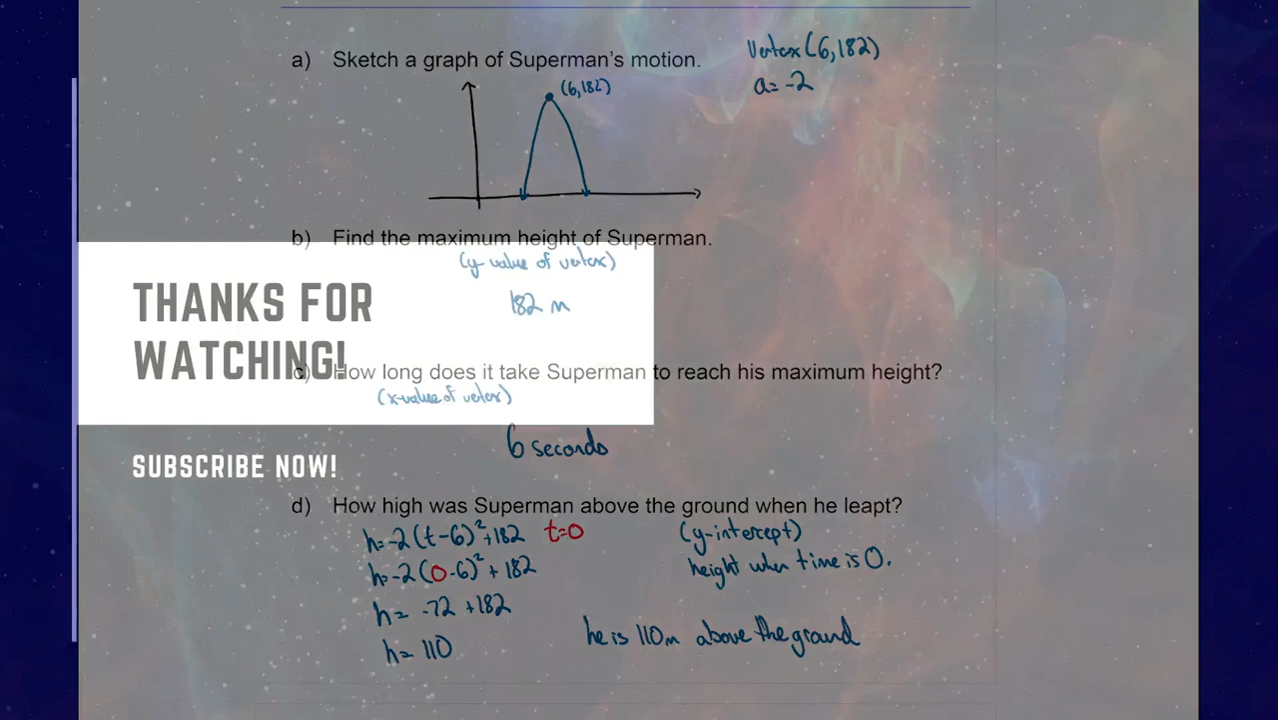 a) Sketch a graph of Superman's motion.
Vertex (6,182)
a= -2
(6,182)
b) Find the maximum height of Superman.
(y-value of vertex)
182 m
THANKS FOR
WATCHING!
c) How long does it take Superman to reach his maximum height?
(x-value of vertex)
6 seconds
SUBSCRIBE NOW!
d) How high was Superman above the ground when he leapt?
h=-2(t-6)²+182 t=0
(y-intercept)
h=-2(0-6)² + 182
height when time is 0.
h= -72 +182
he is 110m above the ground
h= 110